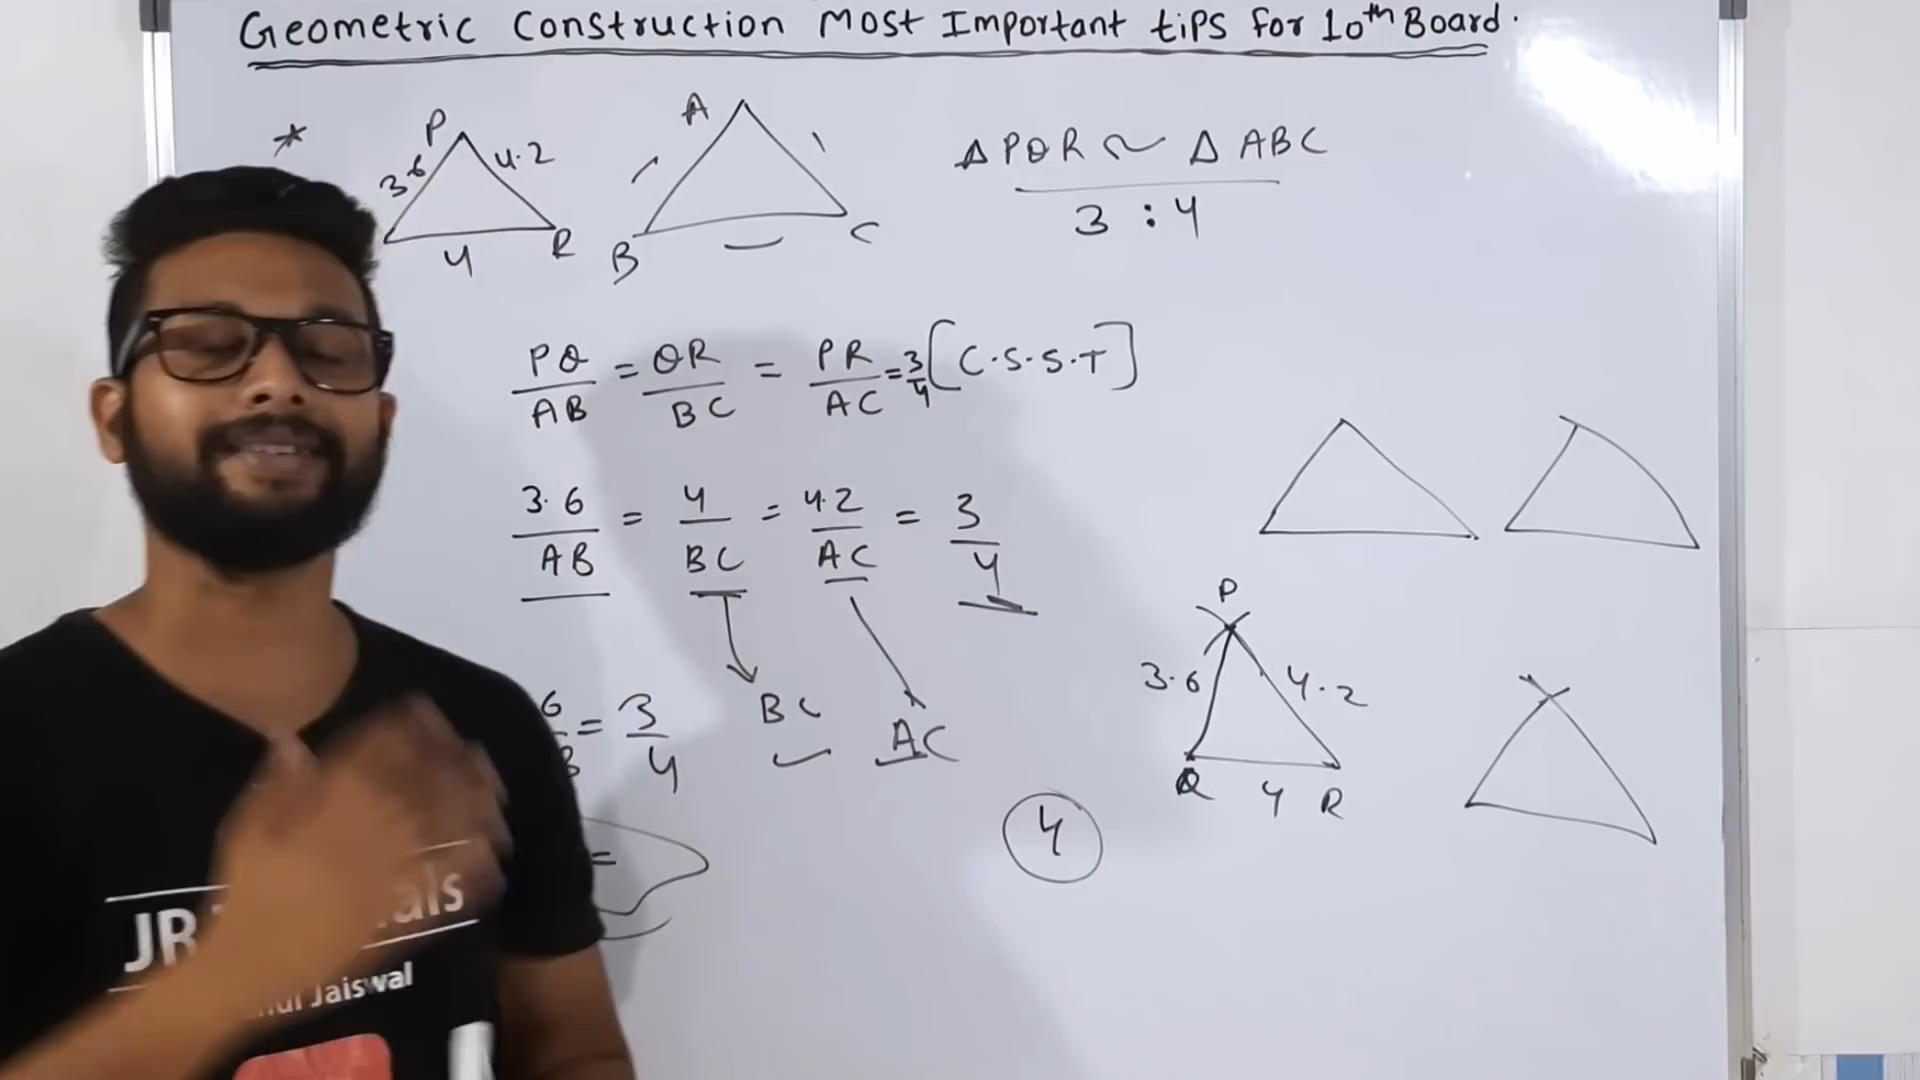 Geometric Construction Most Important tips for 10th Board.
P A
3.6 4.2
4 R B C
Δ PQR ~ Δ ABC
3 : 4
PQ/AB = QR/BC = PR/AC = 3/4 [C.S.S.T]
3.6/AB = 4/BC = 4.2/AC = 3/4
6 = 3/4 BC AC
=
4
P
3.6 4.2
Q 4 R
JR
Jaiswal